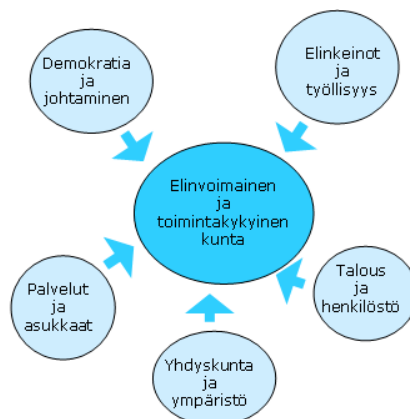 Demokratia
ja
johtaminen
Elinkeinot
ja
työllisyys
Elinvoimainen
ja
toimintakykyinen
kunta
Palvelut
ja
asukkaat
Talous
ja
henkilöstö
Yhdyskunta
ja
ympäristö